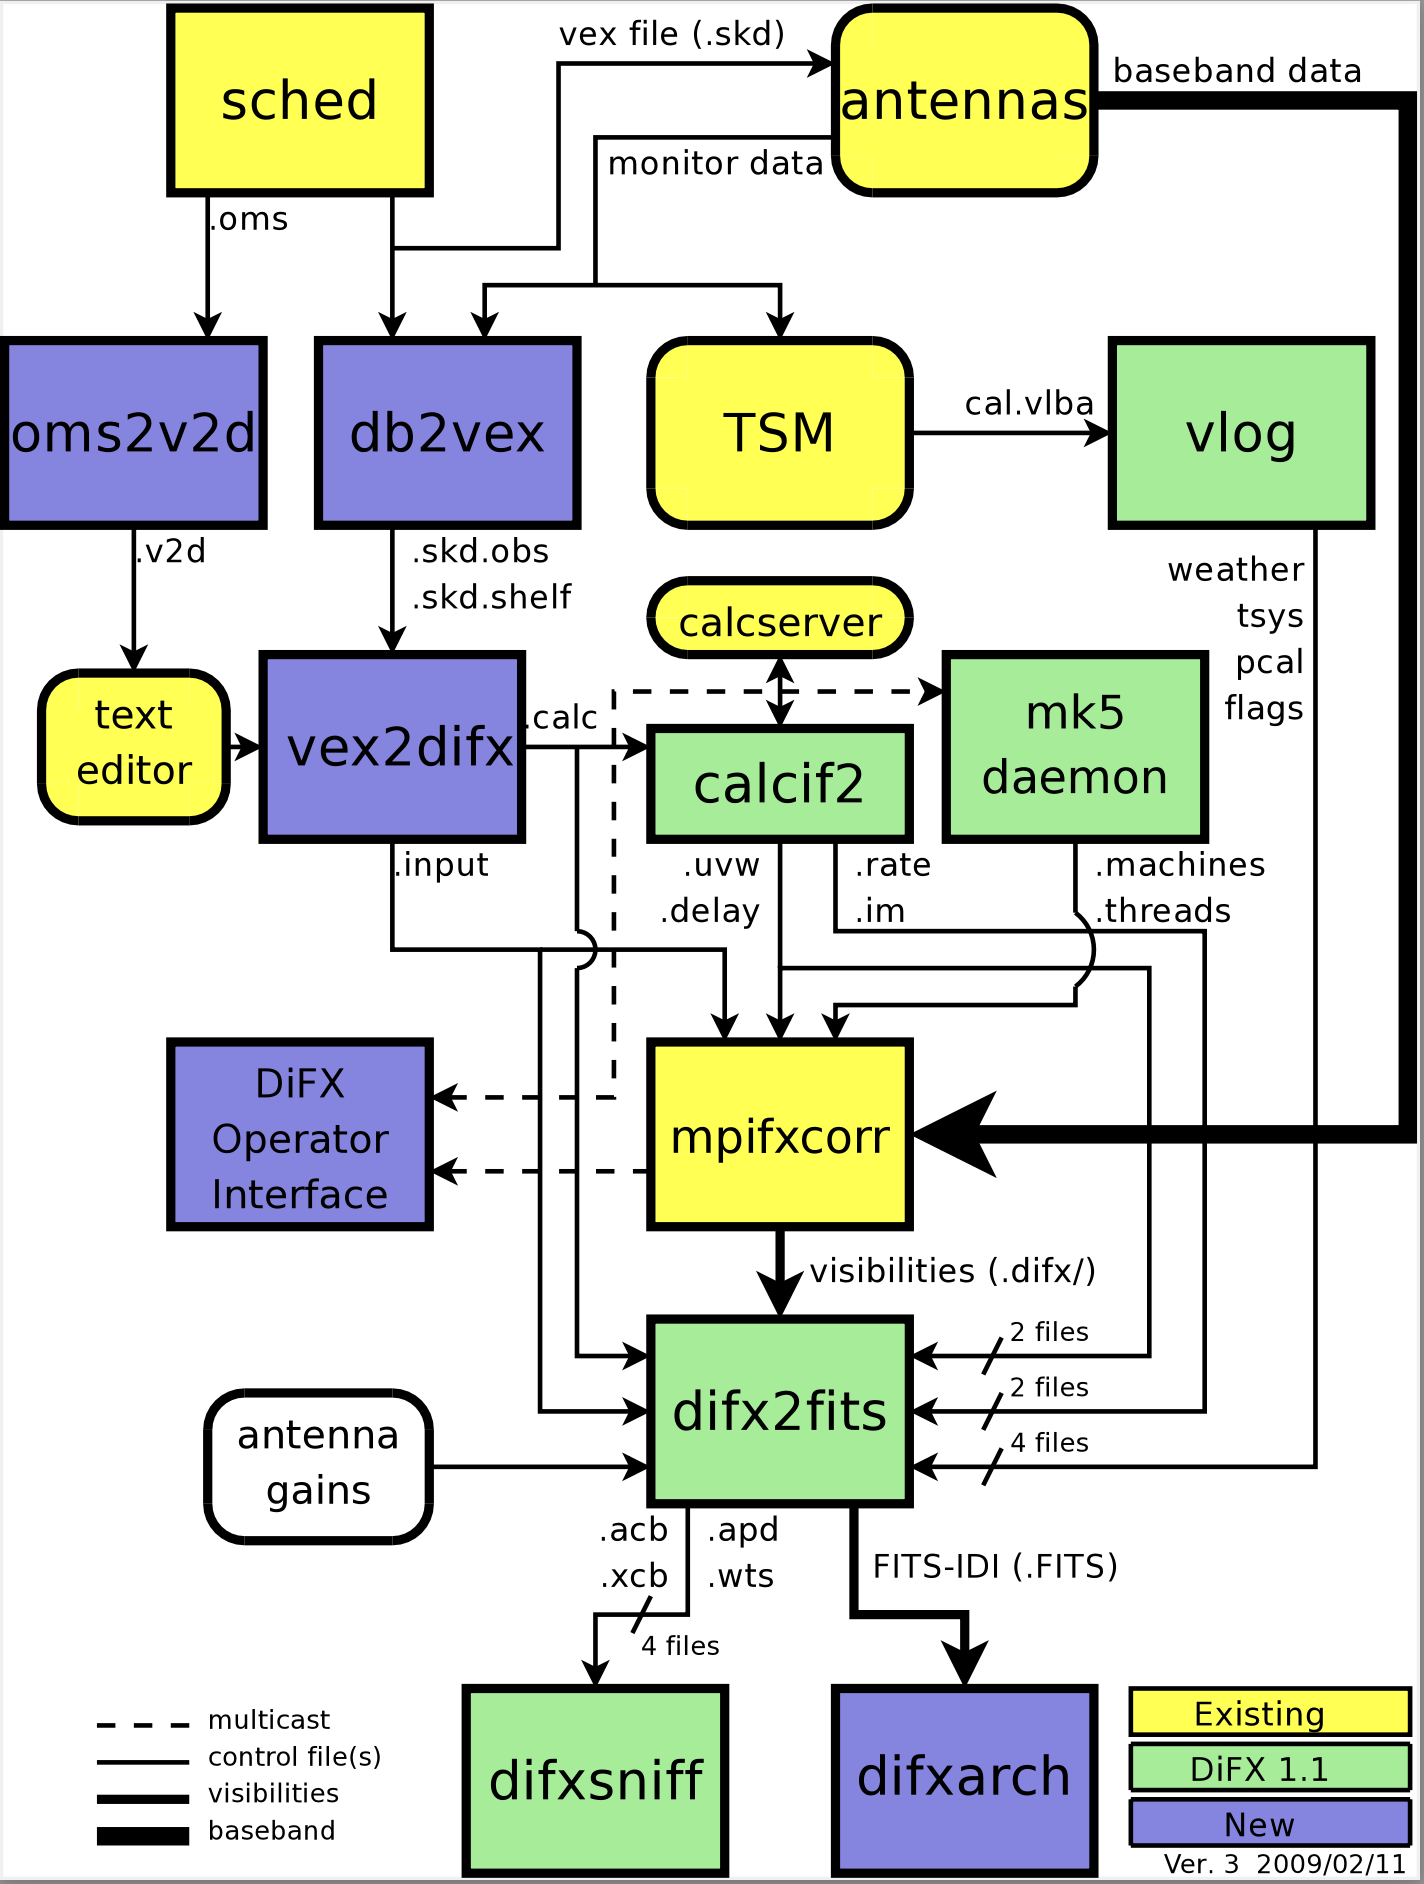 vex file (.skd)
sched
antennas
baseband data
monitor data
.oms
oms2v2d
db2vex
TSM
cal.vlba
vlog
.v2d
.skd.obs
.skd.shelf
weather
tsys
pcal
flags
calcserver
text
editor
vex2difx
.calc
calcif2
mk5
daemon
.input
.uvw
.delay
.rate
.im
.machines
.threads
DiFX
Operator
Interface
mpifxcorr
visibilities (.difx/)
2 files
2 files
4 files
difx2fits
antenna
gains
.acb
.xcb
.apd
.wts
4 files
FITS-IDI (.FITS)
difxsniff
difxarch
multicast
control file(s)
visibilities
baseband
Existing
DiFX 1.1
New
Ver. 3 2009/02/11